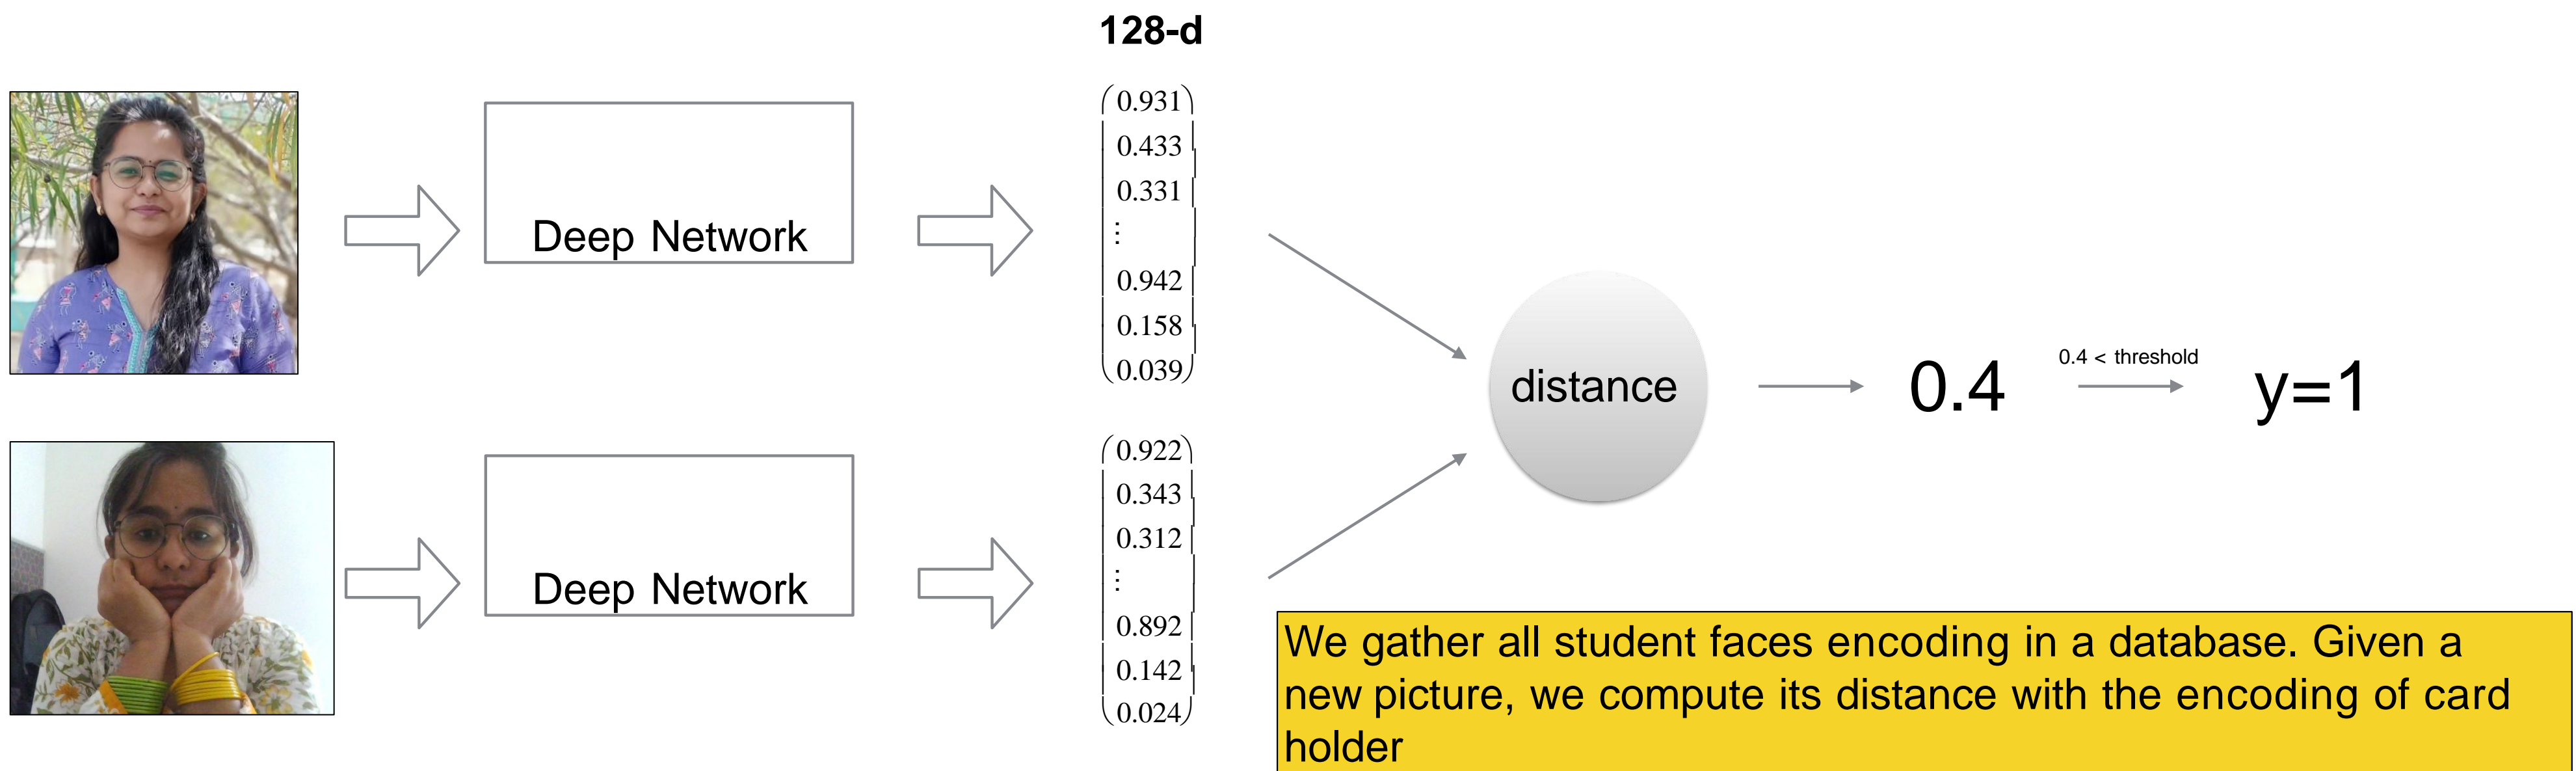 128-d
0.931
0.433
0.331
⋮
0.942
0.158
0.039
Deep Network
distance
0.4
0.4 < threshold
y=1
0.922
0.343
0.312
⋮
0.892
0.142
0.024
Deep Network
We gather all student faces encoding in a database. Given a
new picture, we compute its distance with the encoding of card
holder